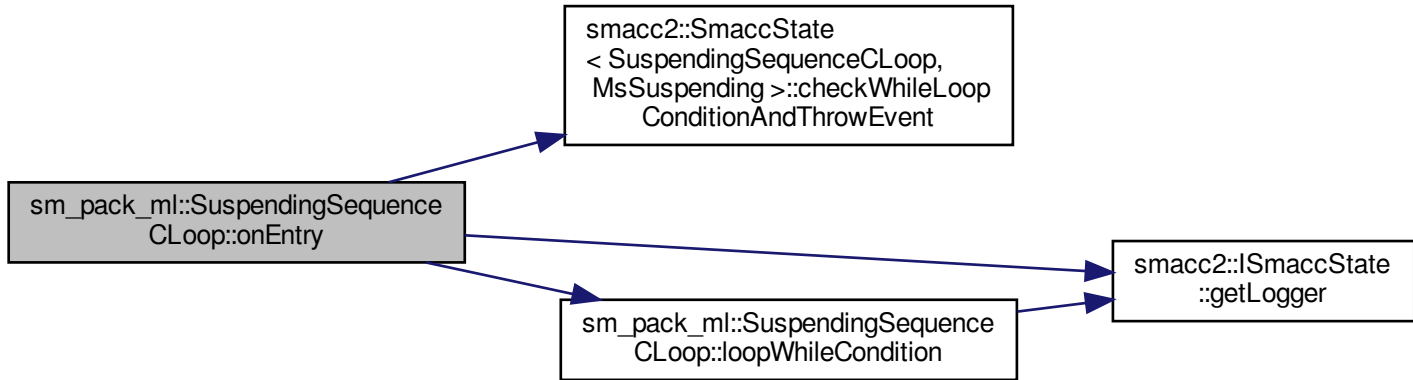 smacc2::SmaccState
< SuspendingSequenceCLoop,
MsSuspending >::checkWhileLoop
ConditionAndThrowEvent
sm_pack_ml::SuspendingSequence
CLoop::onEntry
smacc2::ISmaccState
::getLogger
sm_pack_ml::SuspendingSequence
CLoop::loopWhileCondition